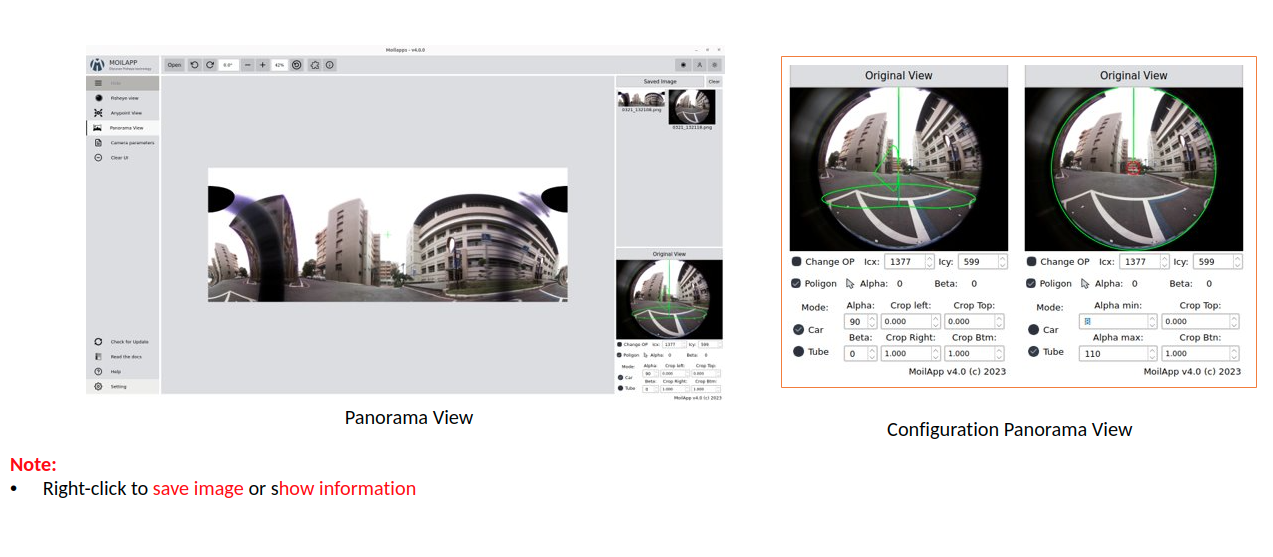 Moilapps - v4.0.0
MOILAPP
Open
0.0°
42%
Fisheye view
Anypoint View
Panorama View
Camera parameters
Clear UI
Check for Update
Read the docs
Help
Setting
Saved Image
Clear
0321_132108.png
Original View
Change OP Icx: 1377 Icy: 599
Poligon Alpha: 0 Beta: 0
Mode: Alpha: Crop left: Crop Top:
90 0.000 0.000
Car
Beta: Crop Right: Crop Btm:
Tube 0 1.000 1.000
MoilApp v4.0 (c) 2023
Panorama View
Original View
Change OP Icx: 1377 Icy: 599
Poligon Alpha: 0 Beta: 0
Mode: Alpha: Crop left: Crop Top:
90 0.000 0.000
Car
Beta: Crop Right: Crop Btm:
Tube 0 1.000 1.000
MoilApp v4.0 (c) 2023
Original View
Change OP Icx: 1377 Icy: 599
Poligon Alpha: 0 Beta: 0
Mode: Alpha min: Crop Top:
8 0.000
Car
Alpha max: Crop Btn:
Tube 110 1.000
MoilApp v4.0 (c) 2023
Configuration Panorama View
Note:
• Right-click to save image or show information